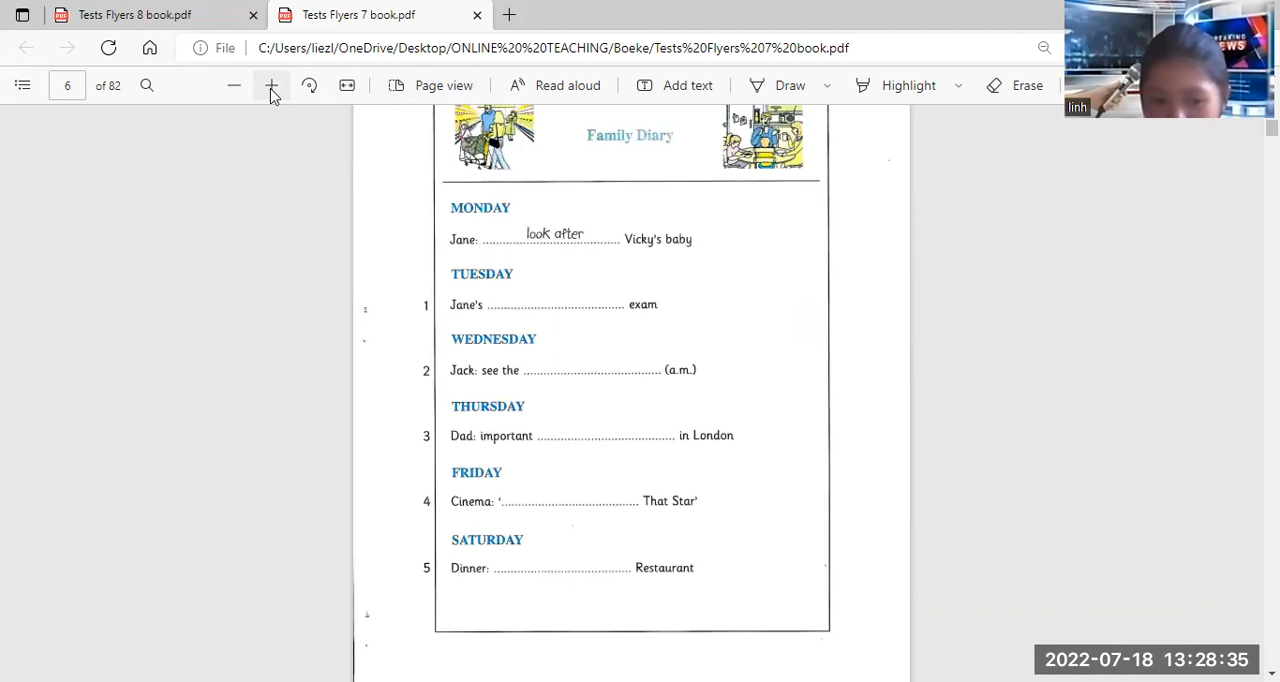 Tests Flyers 8 book.pdf
Tests Flyers 7 book.pdf
File C:/Users/liezl/OneDrive/Desktop/ONLINE%20%20TEACHING/Boeke/Tests%20Flyers%207%20book.pdf
6 of 82 Page view Read aloud Add text Draw Highlight Erase
NEWS
linh
Family Diary
MONDAY
Jane: look after Vicky's baby
TUESDAY
1 Jane's ............................................. exam
WEDNESDAY
2 Jack: see the ............................................. (a.m.)
THURSDAY
3 Dad: important ............................................. in London
FRIDAY
4 Cinema: '............................................. That Star'
SATURDAY
5 Dinner: ............................................. Restaurant
2022-07-18 13:28:35